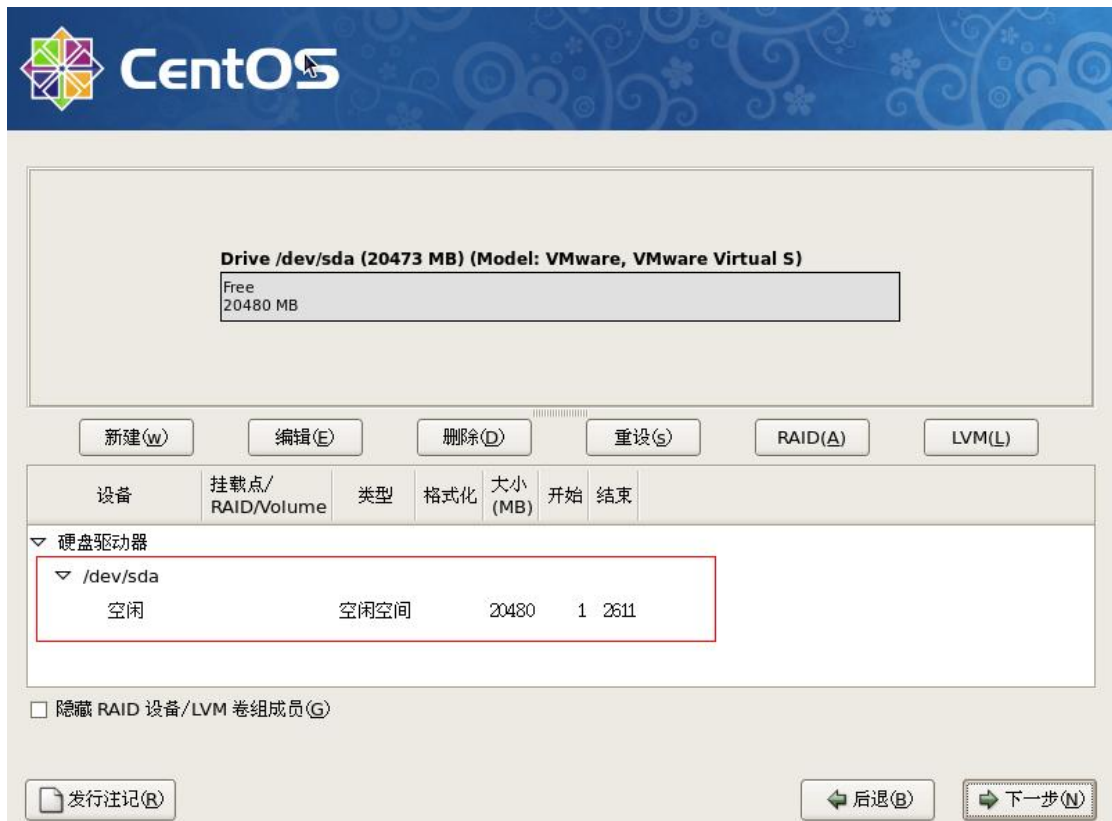 CentOS
Drive /dev/sda (20473 MB) (Model: VMware, VMware Virtual S)
Free
20480 MB
新建(w) 编辑(E) 删除(D) 重设(s) RAID(A) LVM(L)
设备 挂载点/ RAID/Volume 类型 格式化 大小 (MB) 开始 结束
硬盘驱动器
/dev/sda
空闲 空闲空间 20480 1 2611
隐藏 RAID 设备/LVM 卷组成员(G)
发行注记(R) 后退(B) 下一步(N)